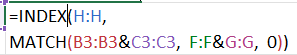 =INDEX(H:H,
MATCH(B3:B3&C3:C3, F:F&G:G, 0))